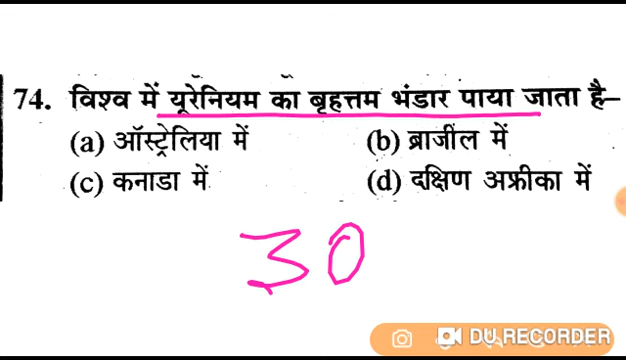 74. विश्व में यूरेनियम का बृहत्तम भंडार पाया जाता है–
(a) ऑस्ट्रेलिया में (b) ब्राजील में
(c) कनाडा में (d) दक्षिण अफ्रीका में
30
DU RECORDER